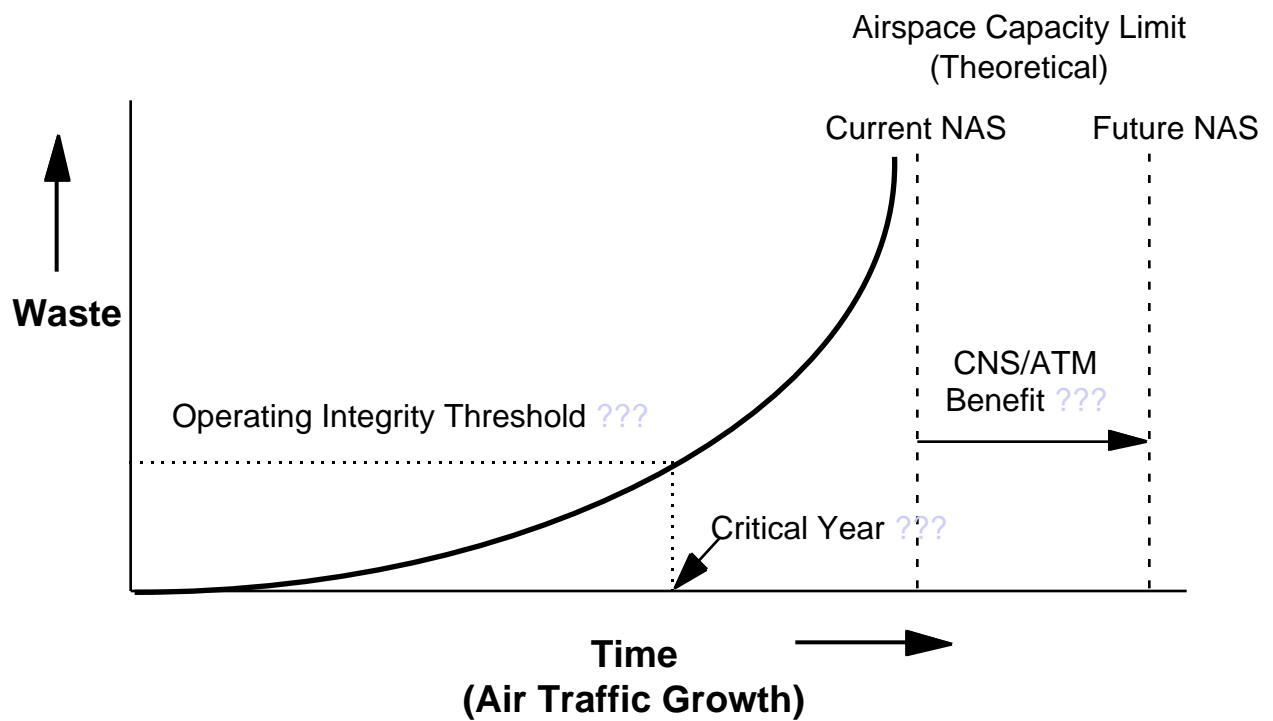 Airspace Capacity Limit
(Theoretical)
Current NAS
Future NAS
Waste
CNS/ATM
Benefit ???
Operating Integrity Threshold ???
Critical Year ???
Time
(Air Traffic Growth)